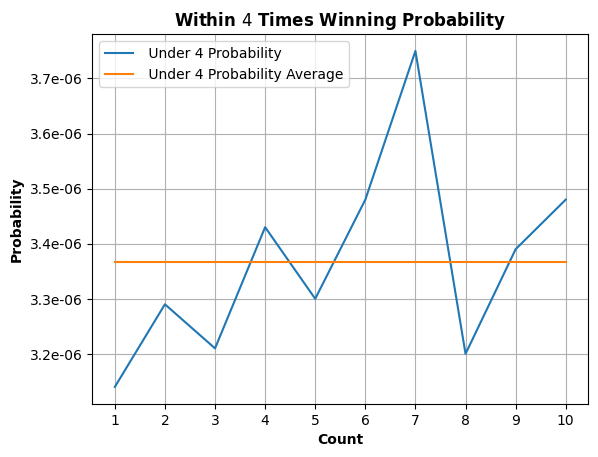 Within 4 Times Winning Probability
Under 4 Probability
Under 4 Probability Average
3.7e-06
3.6e-06
3.5e-06
3.4e-06
3.3e-06
3.2e-06
Probability
1 2 3 4 5 6 7 8 9 10
Count